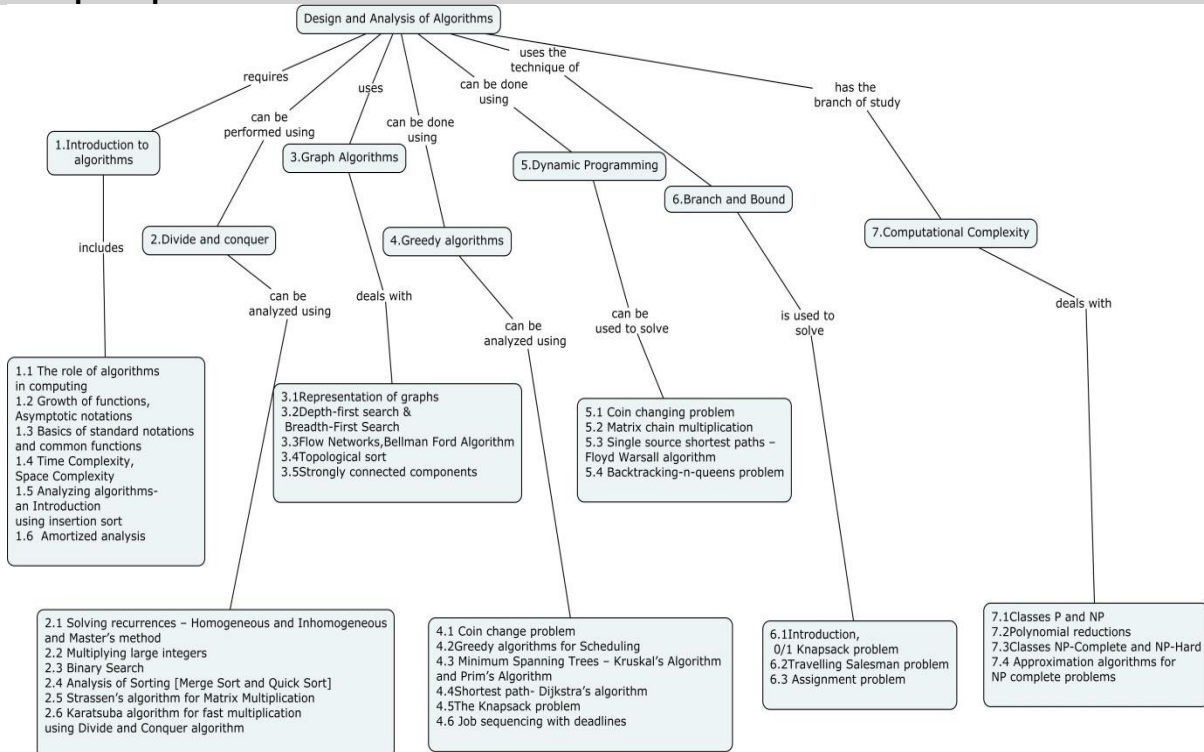 Design and Analysis of Algorithms
requires
can be
performed using
uses
can be done
using
can be done
using
uses the
technique of
has the
branch of study
1.Introduction to
algorithms
2.Divide and conquer
3.Graph Algorithms
4.Greedy algorithms
5.Dynamic Programming
6.Branch and Bound
7.Computational Complexity
includes
can be
analyzed using
deals with
can be
analyzed using
can be
used to solve
is used to
solve
deals with
1.1 The role of algorithms
in computing
1.2 Growth of functions,
Asymptotic notations
1.3 Basics of standard notations
and common functions
1.4 Time Complexity,
Space Complexity
1.5 Analyzing algorithms-
an Introduction
using insertion sort
1.6 Amortized analysis
2.1 Solving recurrences – Homogeneous and Inhomogeneous
and Master's method
2.2 Multiplying large integers
2.3 Binary Search
2.4 Analysis of Sorting [Merge Sort and Quick Sort]
2.5 Strassen's algorithm for Matrix Multiplication
2.6 Karatsuba algorithm for fast multiplication
using Divide and Conquer algorithm
3.1Representation of graphs
3.2Depth-first search &
Breadth-First Search
3.3Flow Networks,Bellman Ford Algorithm
3.4Topological sort
3.5Strongly connected components
4.1 Coin change problem
4.2Greedy algorithms for Scheduling
4.3 Minimum Spanning Trees – Kruskal's Algorithm
and Prim's Algorithm
4.4Shortest path- Dijkstra's algorithm
4.5The Knapsack problem
4.6 Job sequencing with deadlines
5.1 Coin changing problem
5.2 Matrix chain multiplication
5.3 Single source shortest paths –
Floyd Warsall algorithm
5.4 Backtracking-n-queens problem
6.1Introduction,
0/1 Knapsack problem
6.2Travelling Salesman problem
6.3 Assignment problem
7.1Classes P and NP
7.2Polynomial reductions
7.3Classes NP-Complete and NP-Hard
7.4 Approximation algorithms for
NP complete problems